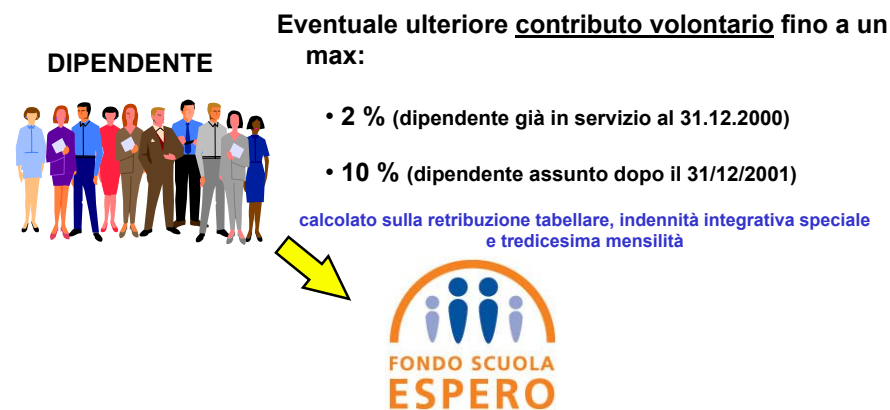 Eventuale ulteriore contributo volontario fino a un
max:
DIPENDENTE
• 2 % (dipendente già in servizio al 31.12.2000)
• 10 % (dipendente assunto dopo il 31/12/2001)
calcolato sulla retribuzione tabellare, indennità integrativa speciale
e tredicesima mensilità
FONDO SCUOLA
ESPERO